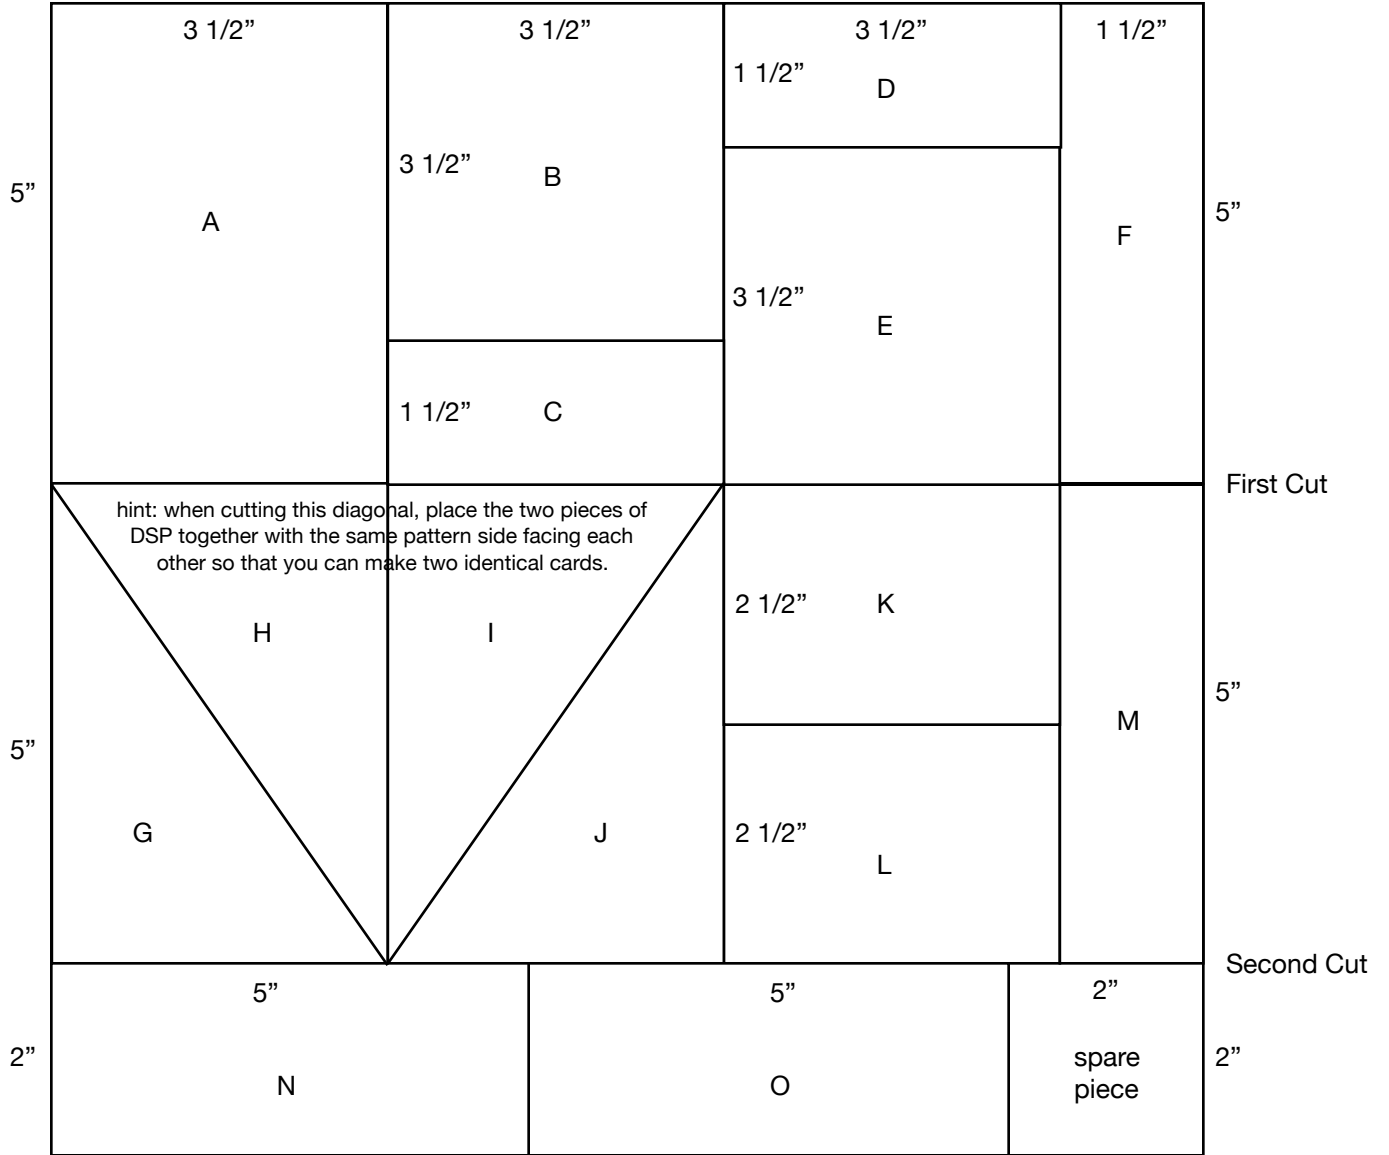 3 1/2”
3 1/2”
3 1/2”
1 1/2”
1 1/2”
D
3 1/2”
B
5”
A
5”
F
3 1/2”
E
1 1/2”
C
First Cut
hint: when cutting this diagonal, place the two pieces of
DSP together with the same pattern side facing each
other so that you can make two identical cards.
H
I
2 1/2”
K
5”
M
5”
G
J
2 1/2”
L
Second Cut
5”
5”
2”
2”
N
O
spare
piece
2”